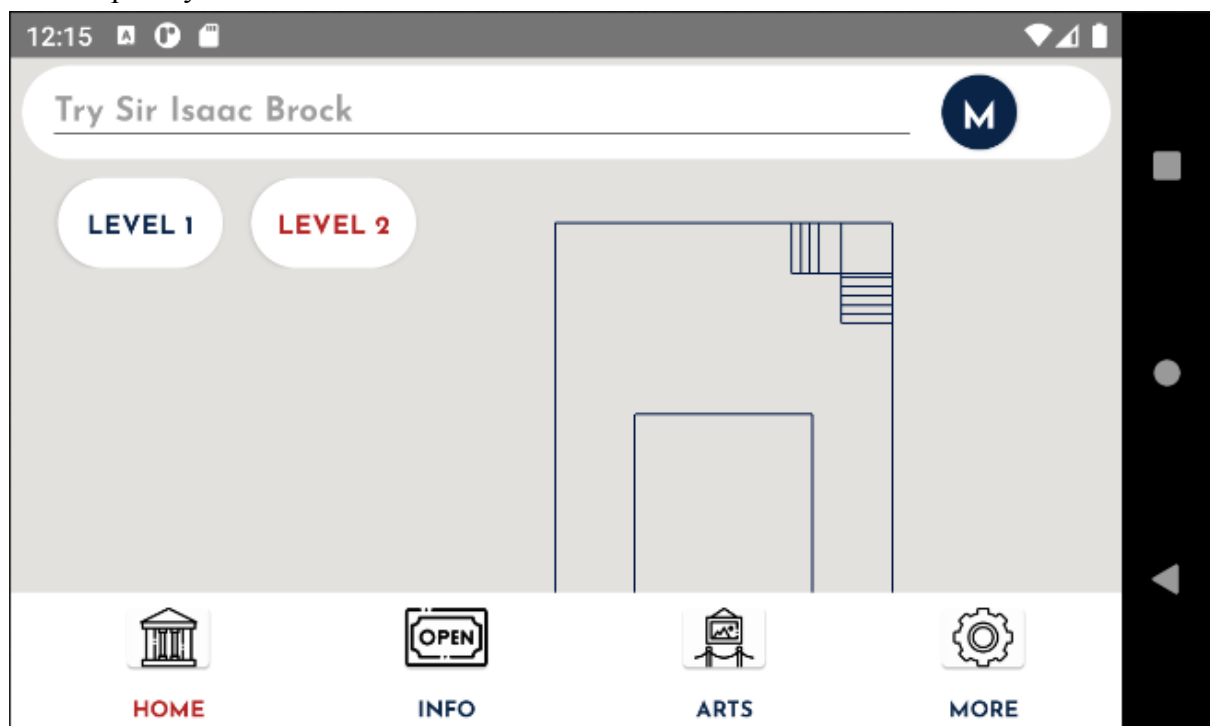 12:15
Try Sir Isaac Brock
M
LEVEL 1
LEVEL 2
OPEN
HOME
INFO
ARTS
MORE